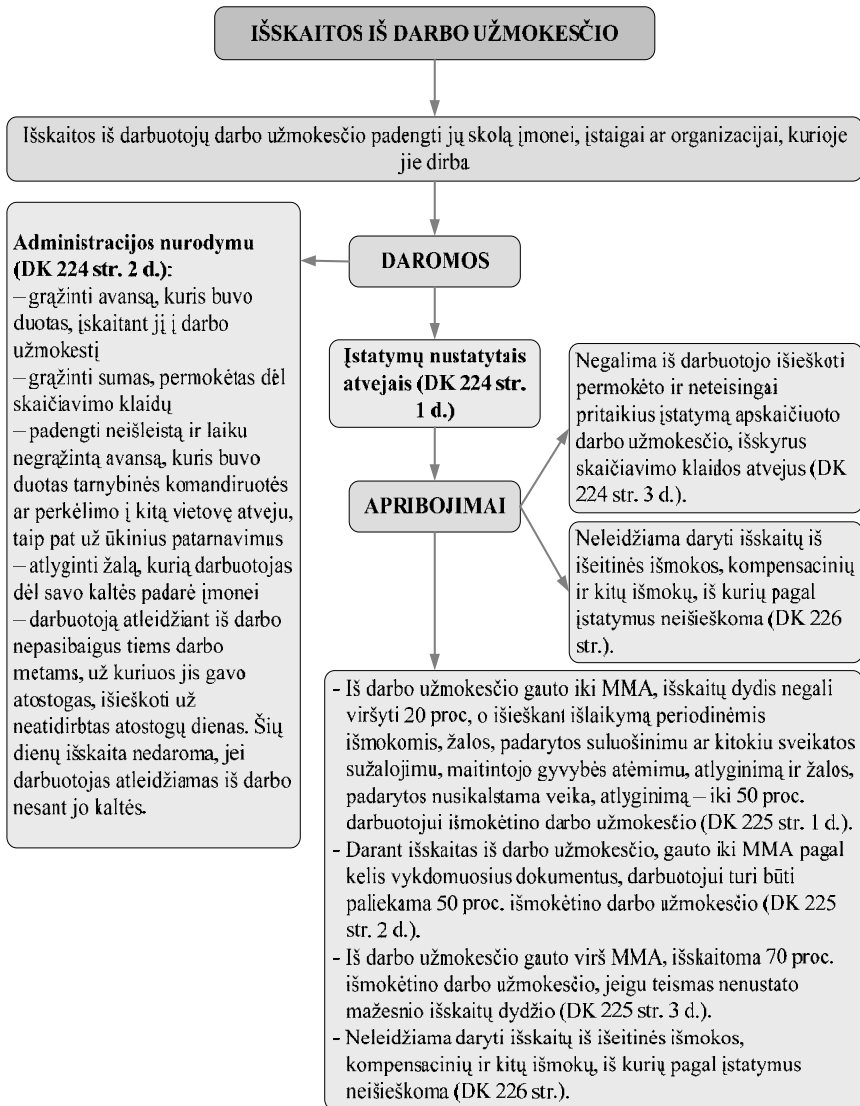 IŠSKAITOS IŠ DARBO UŽMOKESČIO
Išskaitos iš darbuotojų darbo užmokesčio padengti jų skolą įmonei, įstaigai ar organizacijai, kurioje
jie dirba
Administracijos nurodymu
(DK 224 str. 2 d.):
– grąžinti avansą, kuris buvo
duotas, įskaitant jį į darbo
užmokestį
– grąžinti sumas, permokėtas dėl
skaičiavimo klaidų
– padengti neišleistą ir laiku
negrąžintą avansą, kuris buvo
duotas tarnybinės komandiruotės
ar perkėlimo į kitą vietovę atveju,
taip pat už ūkinius patarnavimus
– atlyginti žalą, kurią darbuotojas
dėl savo kaltės padarė įmonei
– darbuotoją atleidžiant iš darbo
nepasibaigus tiems darbo
metams, už kuriuos jis gavo
atostogas, išieškoti už
neatidirbtas atostogų dienas. Šių
dienų išskaita nedaroma, jei
darbuotojas atleidžiamas iš darbo
nesant jo kaltės.
DAROMOS
Įstatymų nustatytais
atvejais (DK 224 str.
1 d.)
APRIBOJIMAI
Negalima iš darbuotojo išieškoti
permokėto ir neteisingai
pritaikius įstatymą apskaičiuoto
darbo užmokesčio, išskyrus
skaičiavimo klaidos atvejus (DK
224 str. 3 d.).
Neleidžiama daryti išskaitų iš
išeitinės išmokos, kompensacinių
ir kitų išmokų, iš kurių pagal
įstatymus neišieškoma (DK 226
str.).
- Iš darbo užmokesčio gauto iki MMA, išskaitų dydis negali
viršyti 20 proc, o išieškant išlaikymą periodinėmis
išmokomis, žalos, padarytos suluošinimu ar kitokiu sveikatos
sužalojimu, maitintojo gyvybės atėmimu, atlyginimą ir žalos,
padarytos nusikalstama veika, atlyginimą – iki 50 proc.
darbuotojui išmokėtino darbo užmokesčio (DK 225 str. 1 d.).
- Darant išskaitas iš darbo užmokesčio, gauto iki MMA pagal
kelis vykdomuosius dokumentus, darbuotojui turi būti
paliekama 50 proc. išmokėtino darbo užmokesčio (DK 225
str. 2 d.).
- Iš darbo užmokesčio gauto virš MMA, išskaitoma 70 proc.
išmokėtino darbo užmokesčio, jeigu teismas nenustato
mažesnio išskaitų dydžio (DK 225 str. 3 d.).
- Neleidžiama daryti išskaitų iš išeitinės išmokos,
kompensacinių ir kitų išmokų, iš kurių pagal įstatymus
neišieškoma (DK 226 str.).